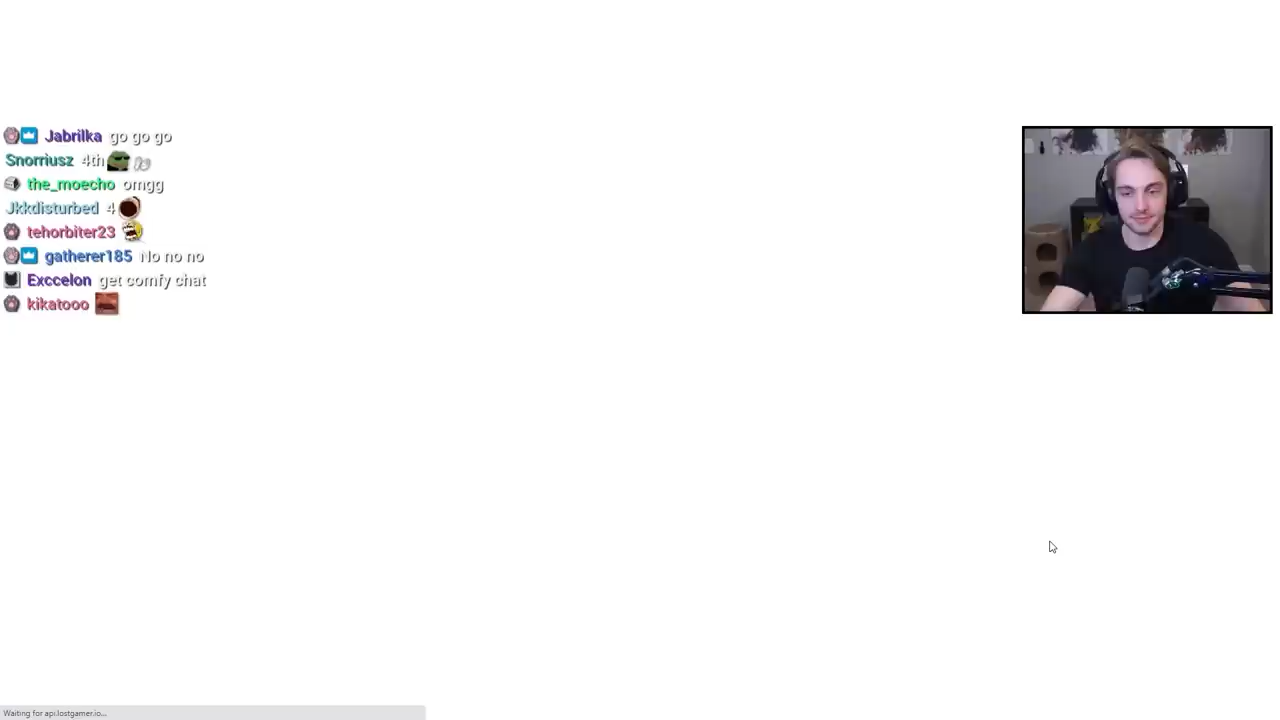 Jabrilka go go go
Snorriusz 4th
the_moecho omgg
Jkkdisturbed 4
tehorbiter23
gatherer185 No no no
Exccelon get comfy chat
kikatooo
Waiting for api.lostgamer.io...